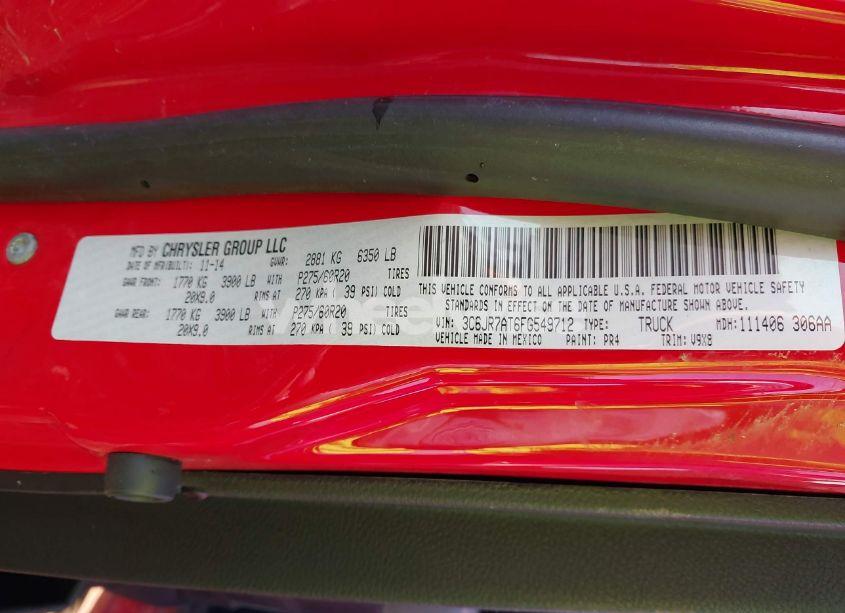 MFD BY CHRYSLER GROUP LLC
DATE OF MFR(BUILT): 11-14 GVWR: 2881 KG 6350 LB
GAWR FRONT: 1770 KG 3900 LB WITH P275/60R20 TIRES
20X9.0 RIMS AT 270 KPA ( 39 PSI) COLD
GAWR REAR: 1770 KG 3900 LB WITH P275/60R20 TIRES
20X9.0 RIMS AT 270 KPA ( 39 PSI) COLD
THIS VEHICLE CONFORMS TO ALL APPLICABLE U.S.A. FEDERAL MOTOR VEHICLE SAFETY
STANDARDS IN EFFECT ON THE DATE OF MANUFACTURE SHOWN ABOVE.
VIN: 3C6JR7AT6FG549712 TYPE: TRUCK MDH: 111406 306AA
VEHICLE MADE IN MEXICO PAINT: PR4 TRIM: V9X8